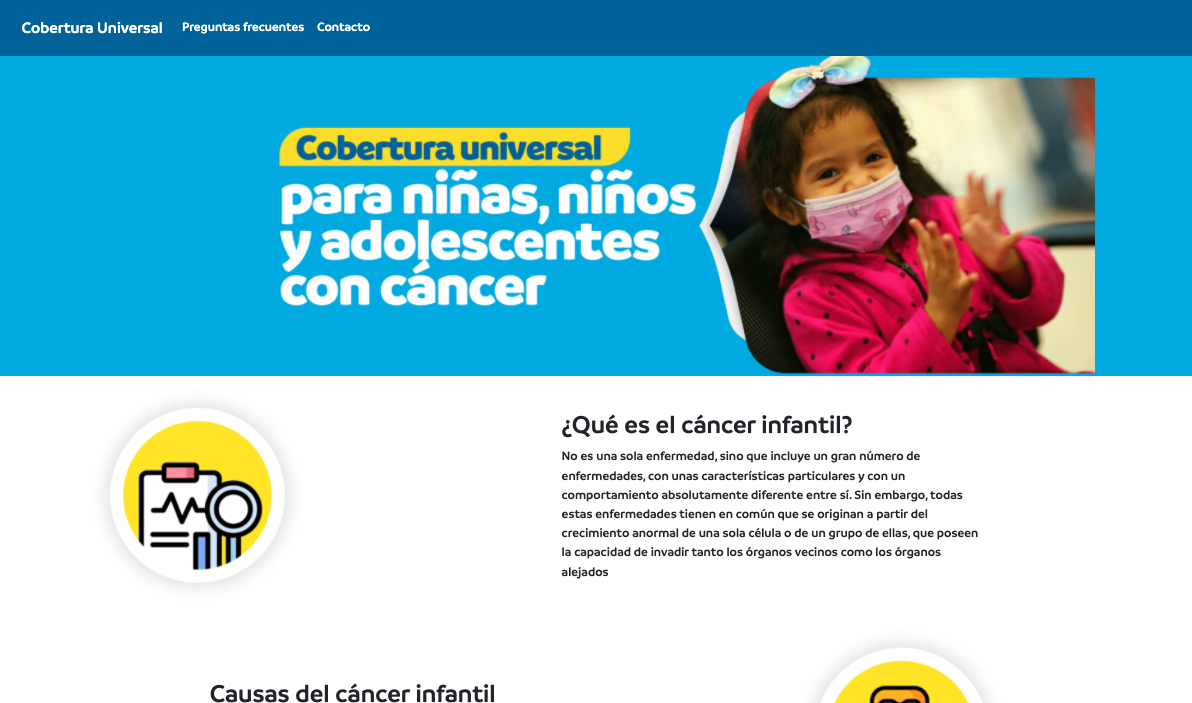 Cobertura Universal Preguntas frecuentes Contacto
Cobertura universal
para niñas, niños
y adolescentes
con cáncer
¿Qué es el cáncer infantil?
No es una sola enfermedad, sino que incluye un gran número de
enfermedades, con unas características particulares y con un
comportamiento absolutamente diferente entre sí. Sin embargo, todas
estas enfermedades tienen en común que se originan a partir del
crecimiento anormal de una sola célula o de un grupo de ellas, que poseen
la capacidad de invadir tanto los órganos vecinos como los órganos
alejados
Causas del cáncer infantil